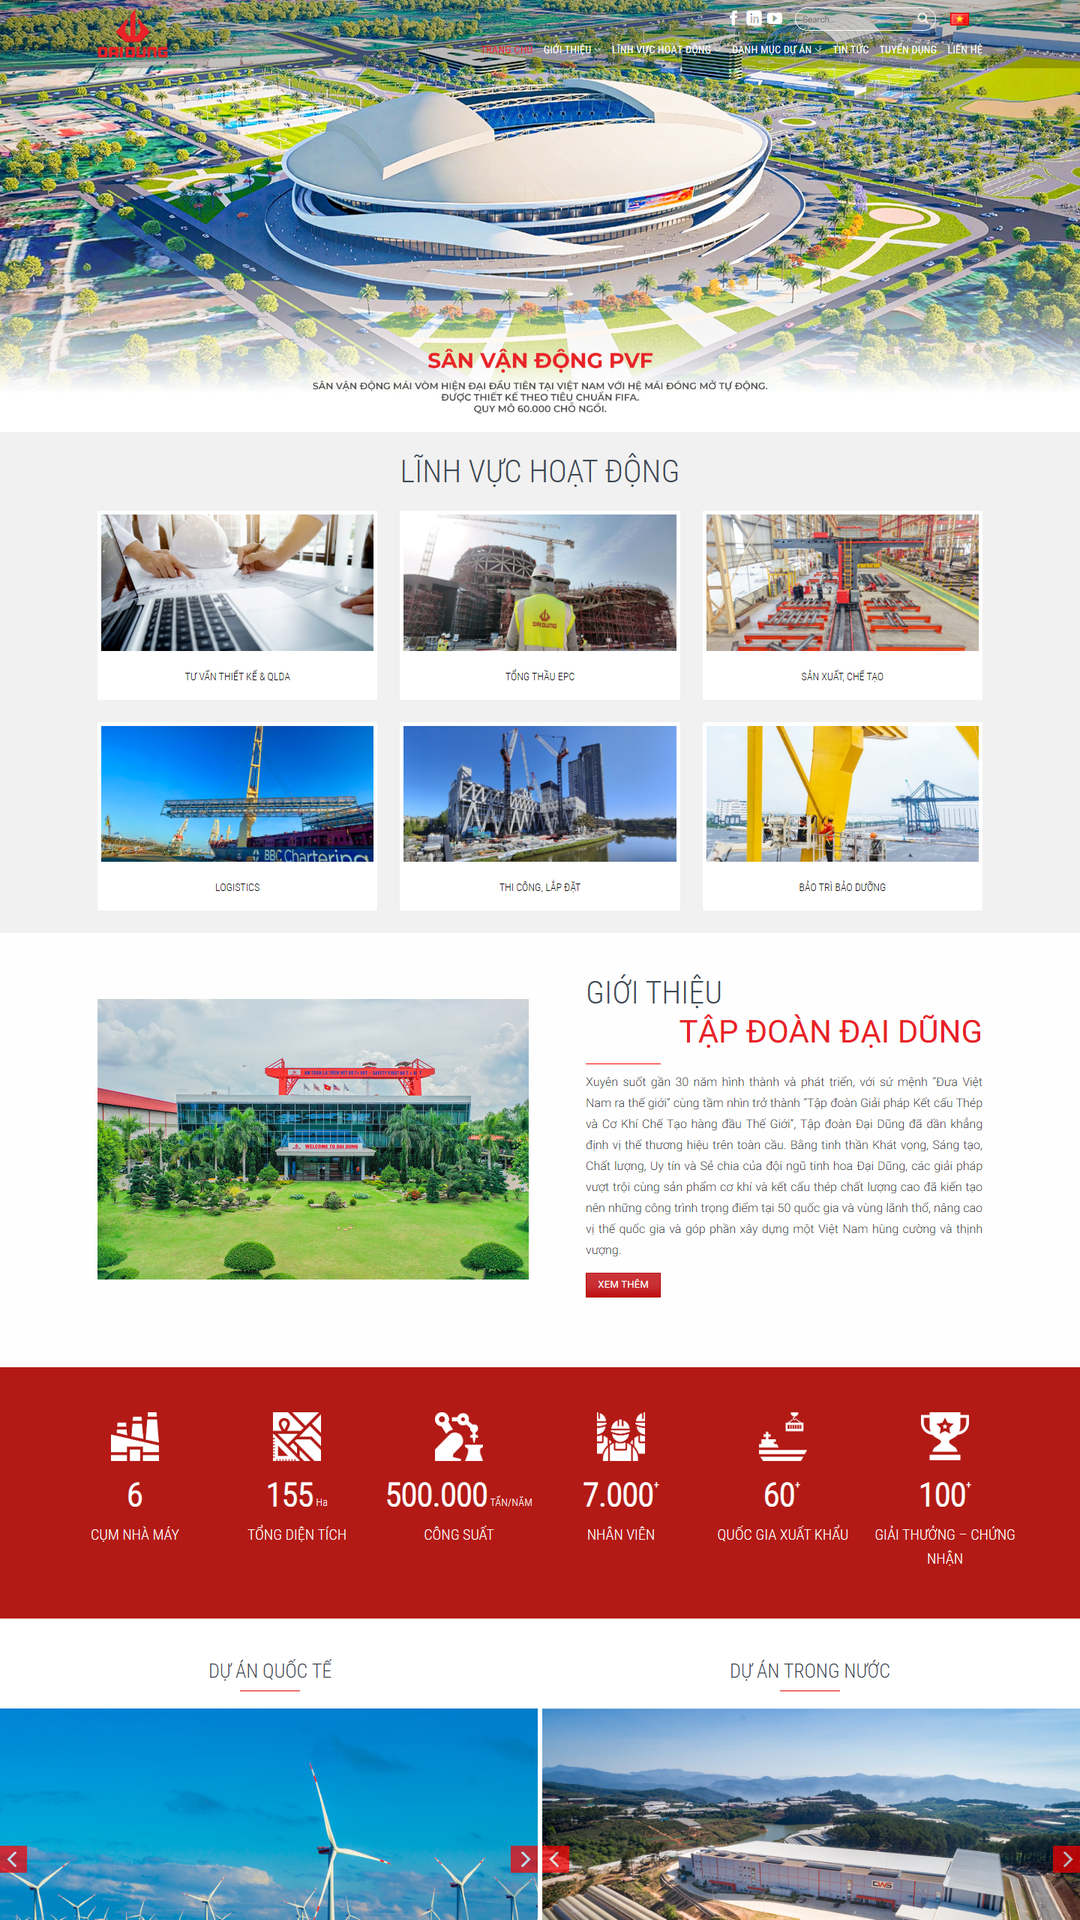 DAI DUNG
Search...
TRANG CHỦ GIỚI THIỆU LĨNH VỰC HOẠT ĐỘNG DANH MỤC DỰ ÁN TIN TỨC TUYỂN DỤNG LIÊN HỆ
SÂN VẬN ĐỘNG PVF
SÂN VẬN ĐỘNG MÁI VÒM HIỆN ĐẠI ĐẦU TIÊN TẠI VIỆT NAM VỚI HỆ MÁI ĐÓNG MỞ TỰ ĐỘNG.
ĐƯỢC THIẾT KẾ THEO TIÊU CHUẨN FIFA.
QUY MÔ 60.000 CHỖ NGỒI.
LĨNH VỰC HOẠT ĐỘNG
DAI DUNG
TƯ VẤN THIẾT KẾ & QLDA
TỔNG THẦU EPC
SẢN XUẤT, CHẾ TẠO
BBC Chartering
LOGISTICS
THI CÔNG, LẮP ĐẶT
BẢO TRÌ BẢO DƯỠNG
GIỚI THIỆU
TẬP ĐOÀN ĐẠI DŨNG
WELCOME TO DAI DUNG
Xuyên suốt gần 30 năm hình thành và phát triển, với sứ mệnh “Đưa Việt
Nam ra thế giới” cùng tầm nhìn trở thành “Tập đoàn Giải pháp Kết cấu Thép
và Cơ Khí Chế Tạo hàng đầu Thế Giới”, Tập đoàn Đại Dũng đã dần khẳng
định vị thế thương hiệu trên toàn cầu. Bằng tinh thần Khát vọng, Sáng tạo,
Chất lượng, Uy tín và Sẻ chia của đội ngũ tinh hoa Đại Dũng, các giải pháp
vượt trội cùng sản phẩm cơ khí và kết cấu thép chất lượng cao đã kiến tạo
nên những công trình trọng điểm tại 50 quốc gia và vùng lãnh thổ, nâng cao
vị thế quốc gia và góp phần xây dựng một Việt Nam hùng cường và thịnh
vượng.
XEM THÊM
6
CỤM NHÀ MÁY
155 Ha
TỔNG DIỆN TÍCH
500.000 TẤN/NĂM
CÔNG SUẤT
7.000+
NHÂN VIÊN
60+
QUỐC GIA XUẤT KHẨU
100+
GIẢI THƯỞNG – CHỨNG
NHẬN
DỰ ÁN QUỐC TẾ
DỰ ÁN TRONG NƯỚC
CWS